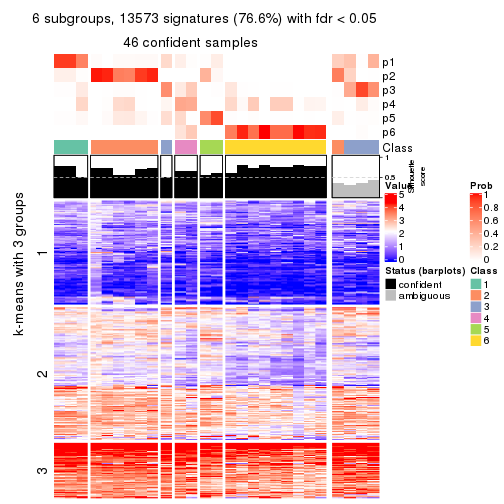 6 subgroups, 13573 signatures (76.6%) with fdr < 0.05
46 confident samples
p1
p2
p3
p4
p5
p6
Class
1
0.5
0
Silhouette
score
k-means with 3 groups
1
2
3
Value
5
4
3
2
1
0
Status (barplots)
confident
ambiguous
Prob
1
0.8
0.6
0.4
0.2
0
Class
1
2
3
4
5
6